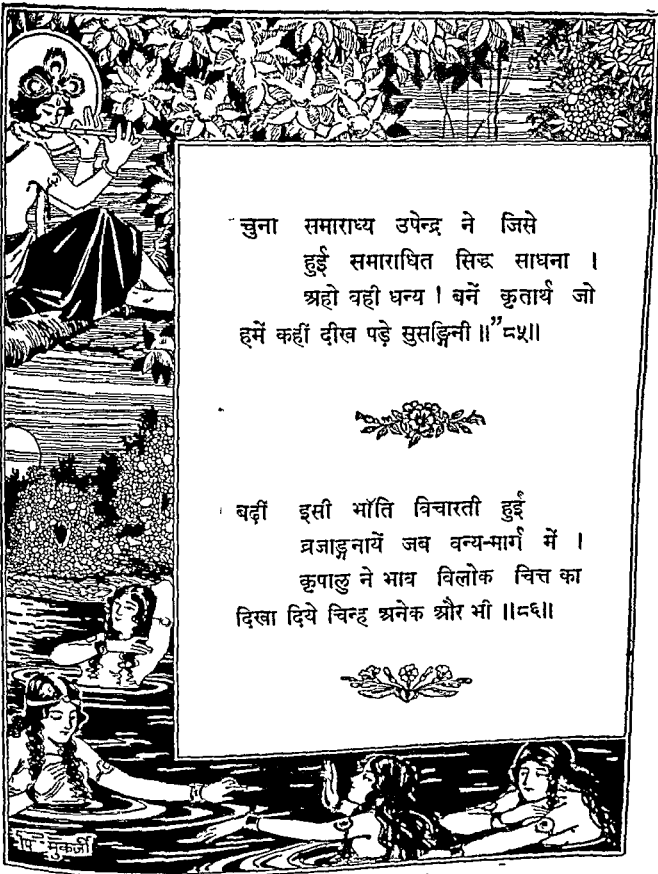 चुना समाराध्य उपेन्द्र ने जिसे
हुई समाराधित सिद्ध साधना ।
अहो वही धन्य ! बनें कृतार्थ जो
हमें कहीं दीख पड़े सुसङ्गिनी ॥”८५॥
बढ़ीं इसी भाँति विचारती हुई
व्रजाङ्गनायें जब वन्य-मार्ग में ।
कृपालु ने भाव विलोक चित्त का
दिखा दिये चिन्ह अनेक और भी ॥८६॥
मुकर्जी